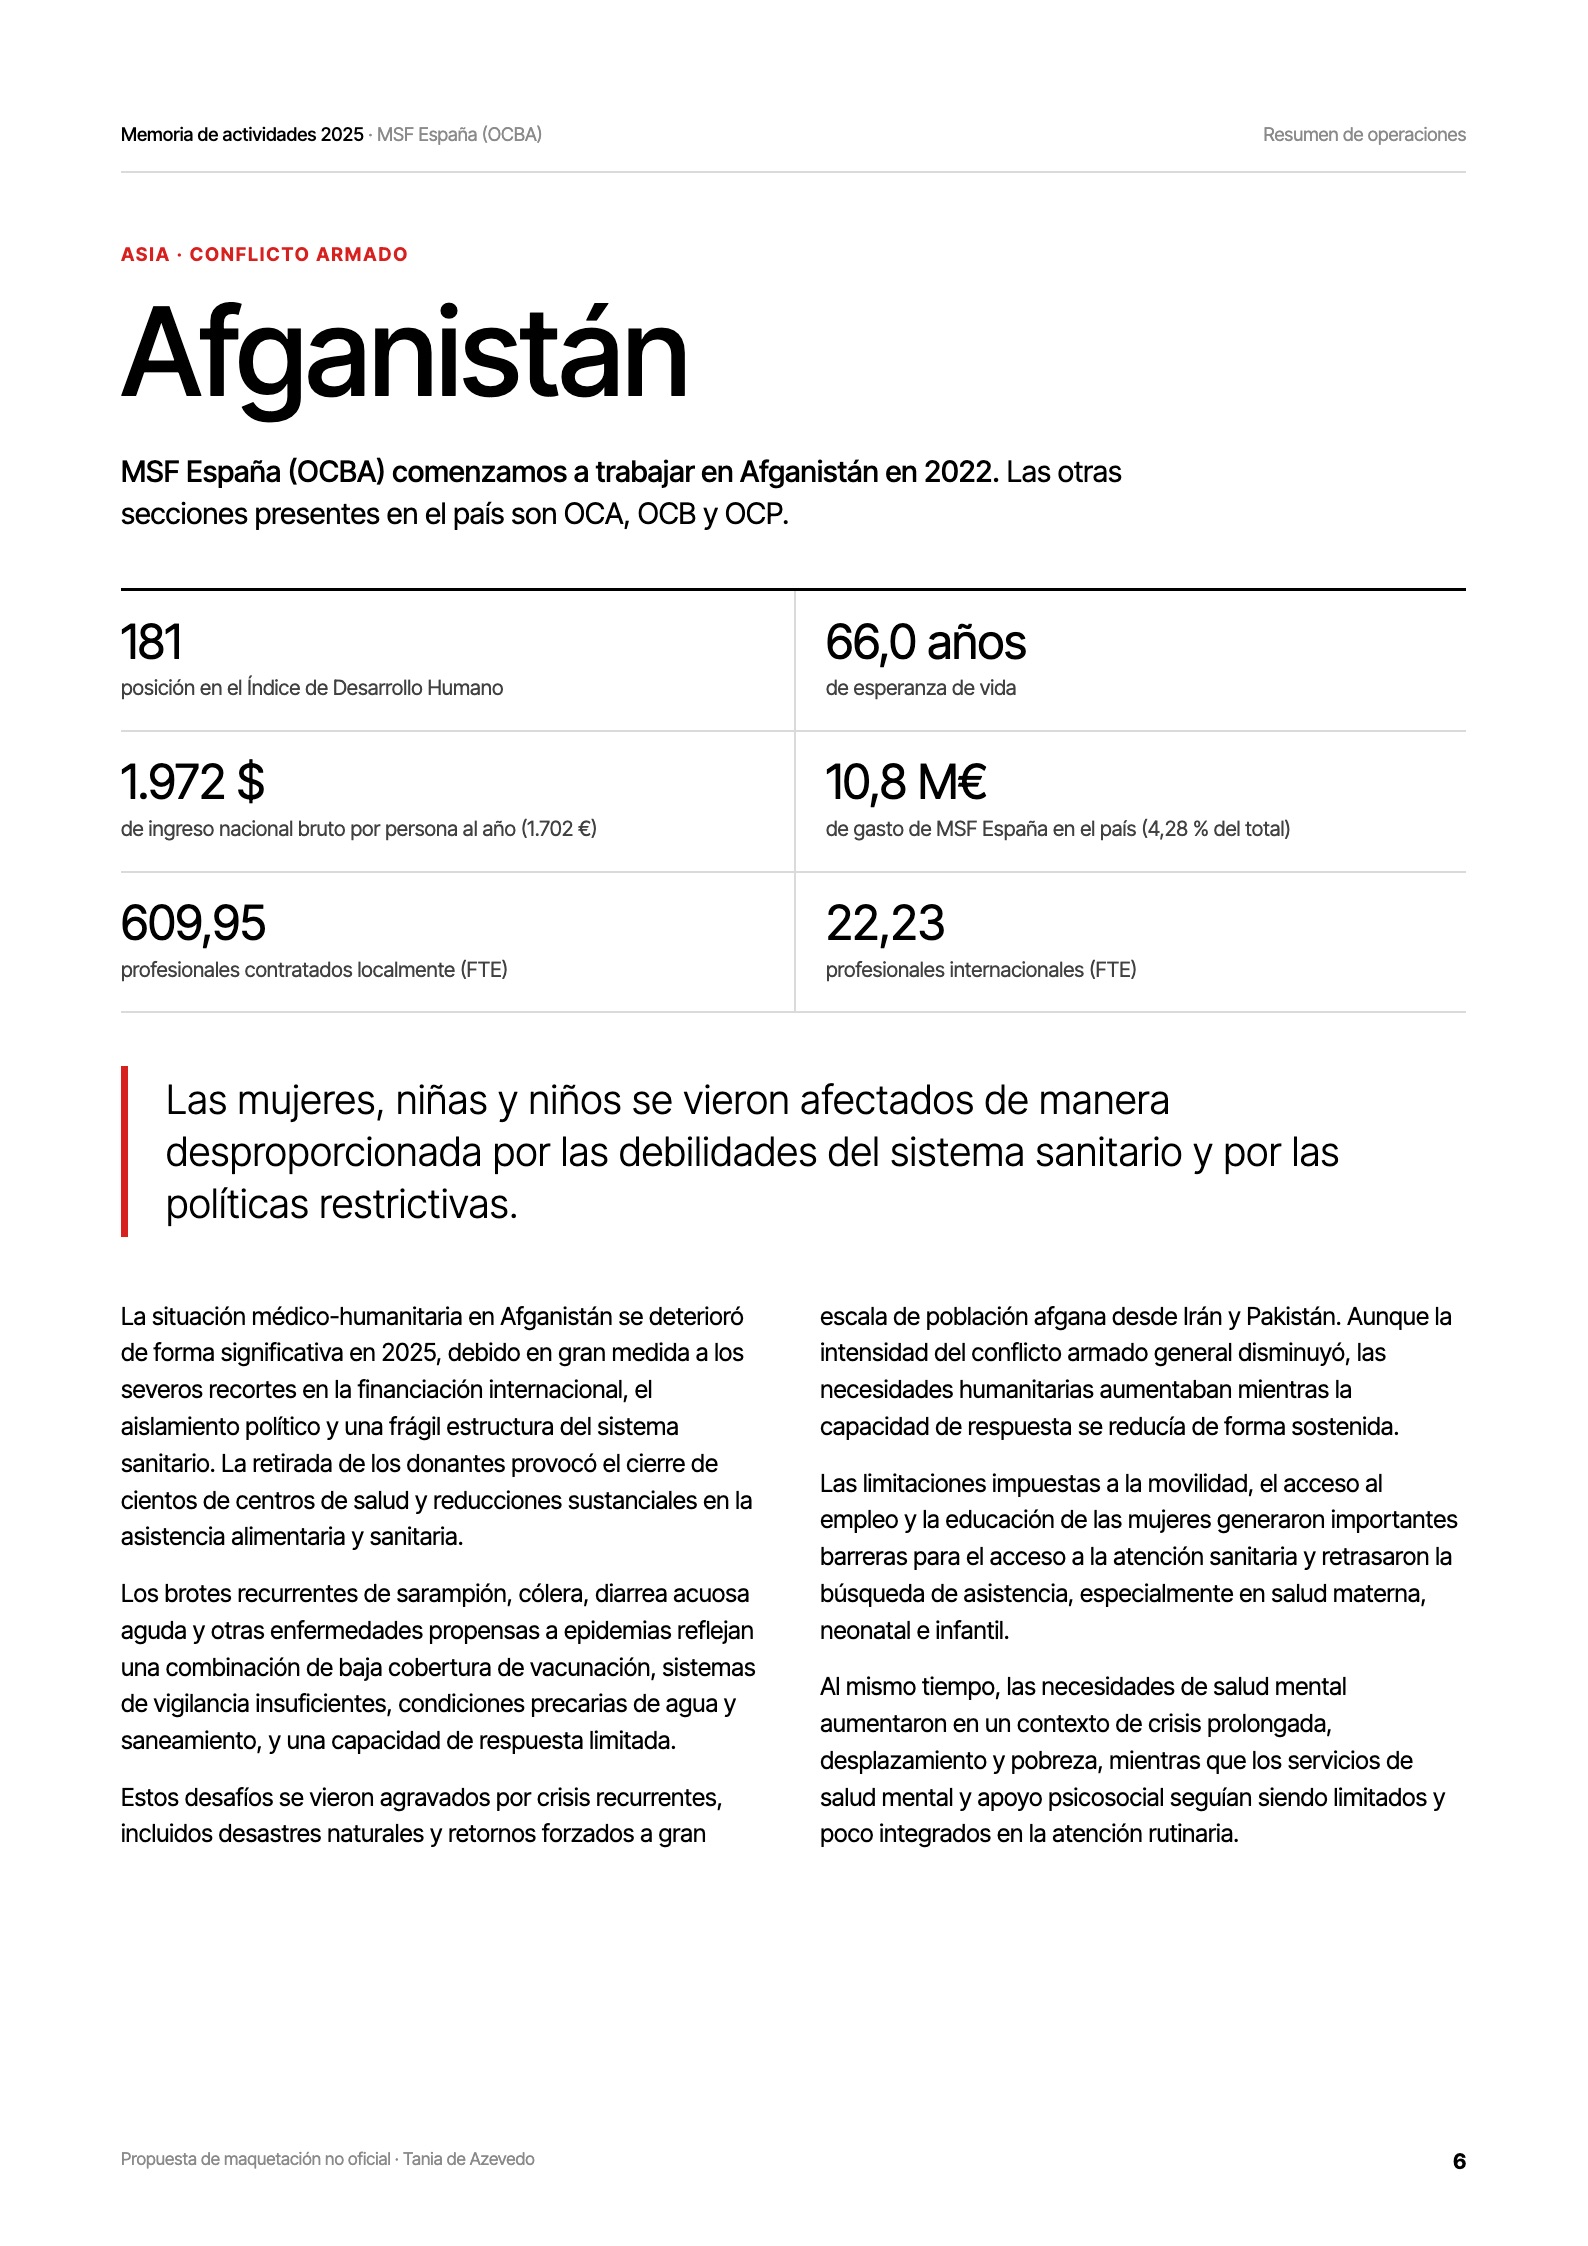 Memoria de actividades 2025 · MSF España (OCBA)
Resumen de operaciones
ASIA · CONFLICTO ARMADO
Afganistán
MSF España (OCBA) comenzamos a trabajar en Afganistán en 2022. Las otras
secciones presentes en el país son OCA, OCB y OCP.
181
posición en el Índice de Desarrollo Humano
66,0 años
de esperanza de vida
1.972 $
de ingreso nacional bruto por persona al año (1.702 €)
10,8 M€
de gasto de MSF España en el país (4,28 % del total)
609,95
profesionales contratados localmente (FTE)
22,23
profesionales internacionales (FTE)
Las mujeres, niñas y niños se vieron afectados de manera
desproporcionada por las debilidades del sistema sanitario y por las
políticas restrictivas.
La situación médico-humanitaria en Afganistán se deterioró
de forma significativa en 2025, debido en gran medida a los
severos recortes en la financiación internacional, el
aislamiento político y una frágil estructura del sistema
sanitario. La retirada de los donantes provocó el cierre de
cientos de centros de salud y reducciones sustanciales en la
asistencia alimentaria y sanitaria.
Los brotes recurrentes de sarampión, cólera, diarrea acuosa
aguda y otras enfermedades propensas a epidemias reflejan
una combinación de baja cobertura de vacunación, sistemas
de vigilancia insuficientes, condiciones precarias de agua y
saneamiento, y una capacidad de respuesta limitada.
Estos desafíos se vieron agravados por crisis recurrentes,
incluidos desastres naturales y retornos forzados a gran
escala de población afgana desde Irán y Pakistán. Aunque la
intensidad del conflicto armado general disminuyó, las
necesidades humanitarias aumentaban mientras la
capacidad de respuesta se reducía de forma sostenida.
Las limitaciones impuestas a la movilidad, el acceso al
empleo y la educación de las mujeres generaron importantes
barreras para el acceso a la atención sanitaria y retrasaron la
búsqueda de asistencia, especialmente en salud materna,
neonatal e infantil.
Al mismo tiempo, las necesidades de salud mental
aumentaron en un contexto de crisis prolongada,
desplazamiento y pobreza, mientras que los servicios de
salud mental y apoyo psicosocial seguían siendo limitados y
poco integrados en la atención rutinaria.
Propuesta de maquetación no oficial · Tania de Azevedo
6